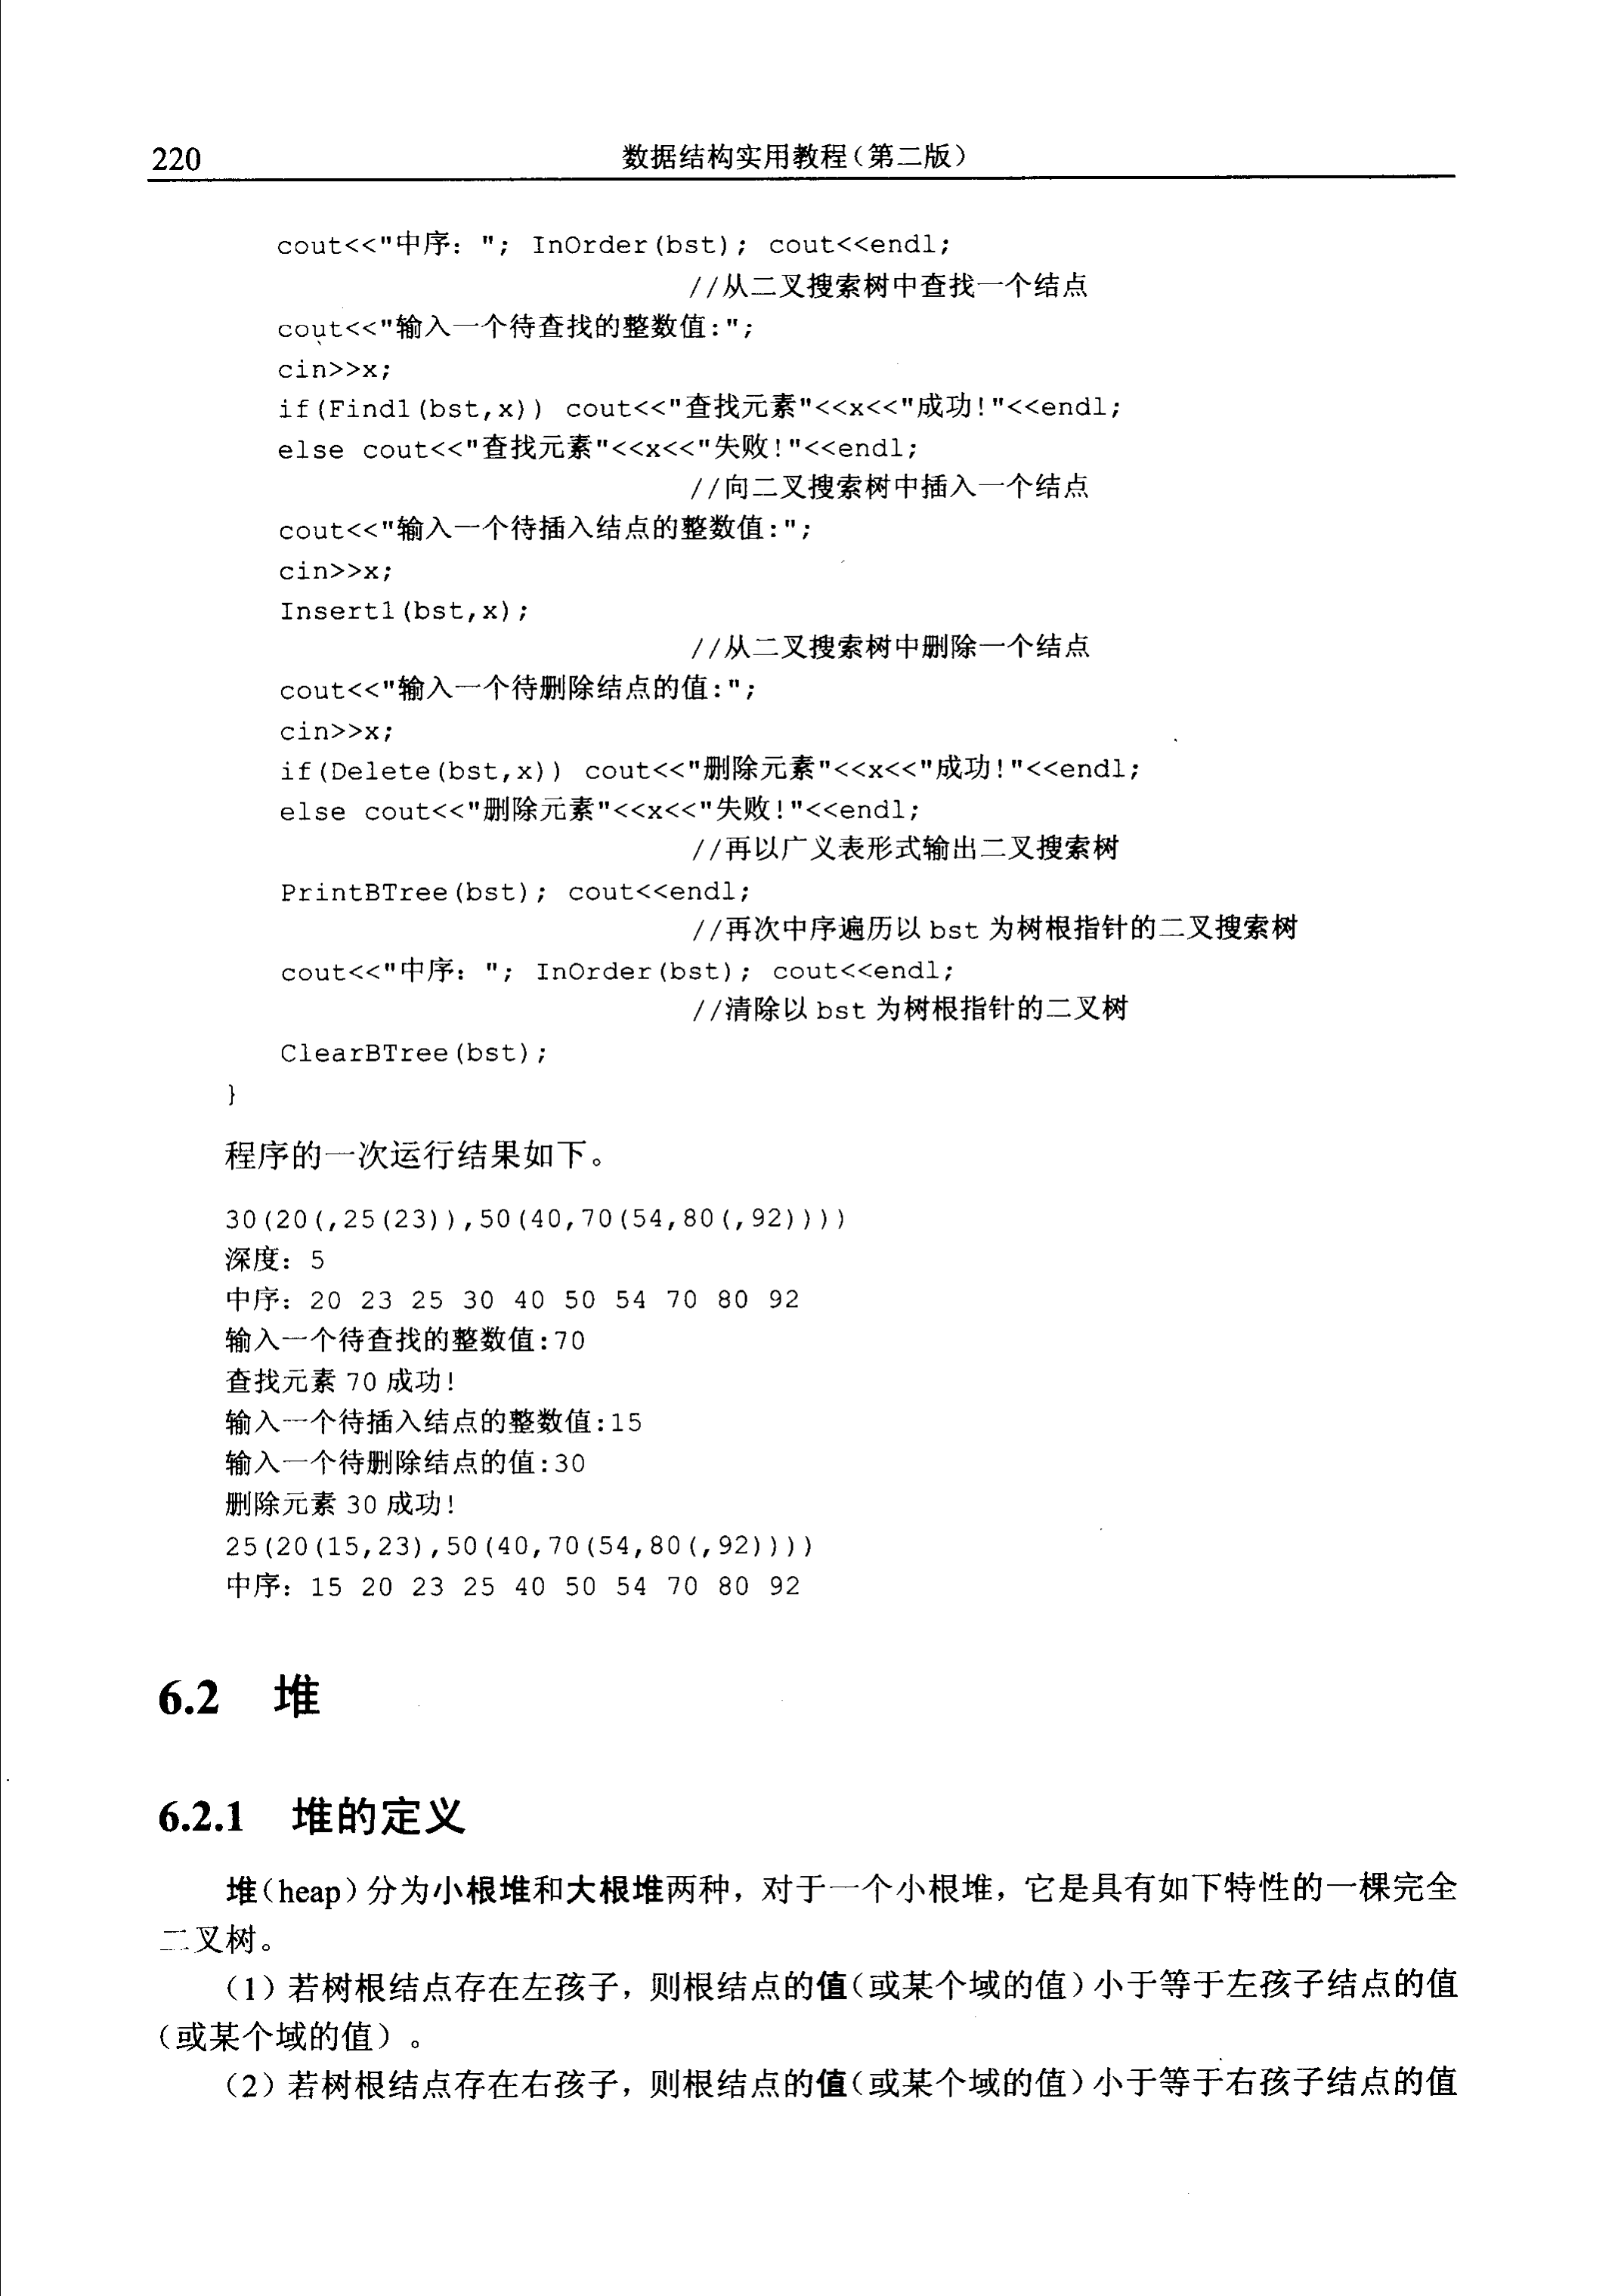 220
数据结构实用教程(第二版)
cout<<"中序: "; InOrder(bst); cout<<endl;
//从二叉搜索树中查找一个结点
cout<<"输入一个待查找的整数值:";
cin>>x;
if(Find1(bst,x)) cout<<"查找元素"<<x<<"成功!"<<endl;
else cout<<"查找元素"<<x<<"失败!"<<endl;
//向二叉搜索树中插入一个结点
cout<<"输入一个待插入结点的整数值:";
cin>>x;
Insert1(bst,x);
//从二叉搜索树中删除一个结点
cout<<"输入一个待删除结点的值:";
cin>>x;
if(Delete(bst,x)) cout<<"删除元素"<<x<<"成功!"<<endl;
else cout<<"删除元素"<<x<<"失败!"<<endl;
//再以广义表形式输出二叉搜索树
PrintBTree(bst); cout<<endl;
//再次中序遍历以 bst 为树根指针的二叉搜索树
cout<<"中序: "; InOrder(bst); cout<<endl;
//清除以 bst 为树根指针的二叉树
ClearBTree(bst);
}
程序的一次运行结果如下。
30(20(,25(23)),50(40,70(54,80(,92))))
深度: 5
中序: 20 23 25 30 40 50 54 70 80 92
输入一个待查找的整数值:70
查找元素 70 成功!
输入一个待插入结点的整数值:15
输入一个待删除结点的值:30
删除元素 30 成功!
25(20(15,23),50(40,70(54,80(,92))))
中序: 15 20 23 25 40 50 54 70 80 92
6.2 堆
6.2.1 堆的定义
堆(heap)分为小根堆和大根堆两种，对于一个小根堆，它是具有如下特性的一棵完全
二叉树。
(1) 若树根结点存在左孩子，则根结点的值(或某个域的值)小于等于左孩子结点的值
(或某个域的值)。
(2) 若树根结点存在右孩子，则根结点的值(或某个域的值)小于等于右孩子结点的值